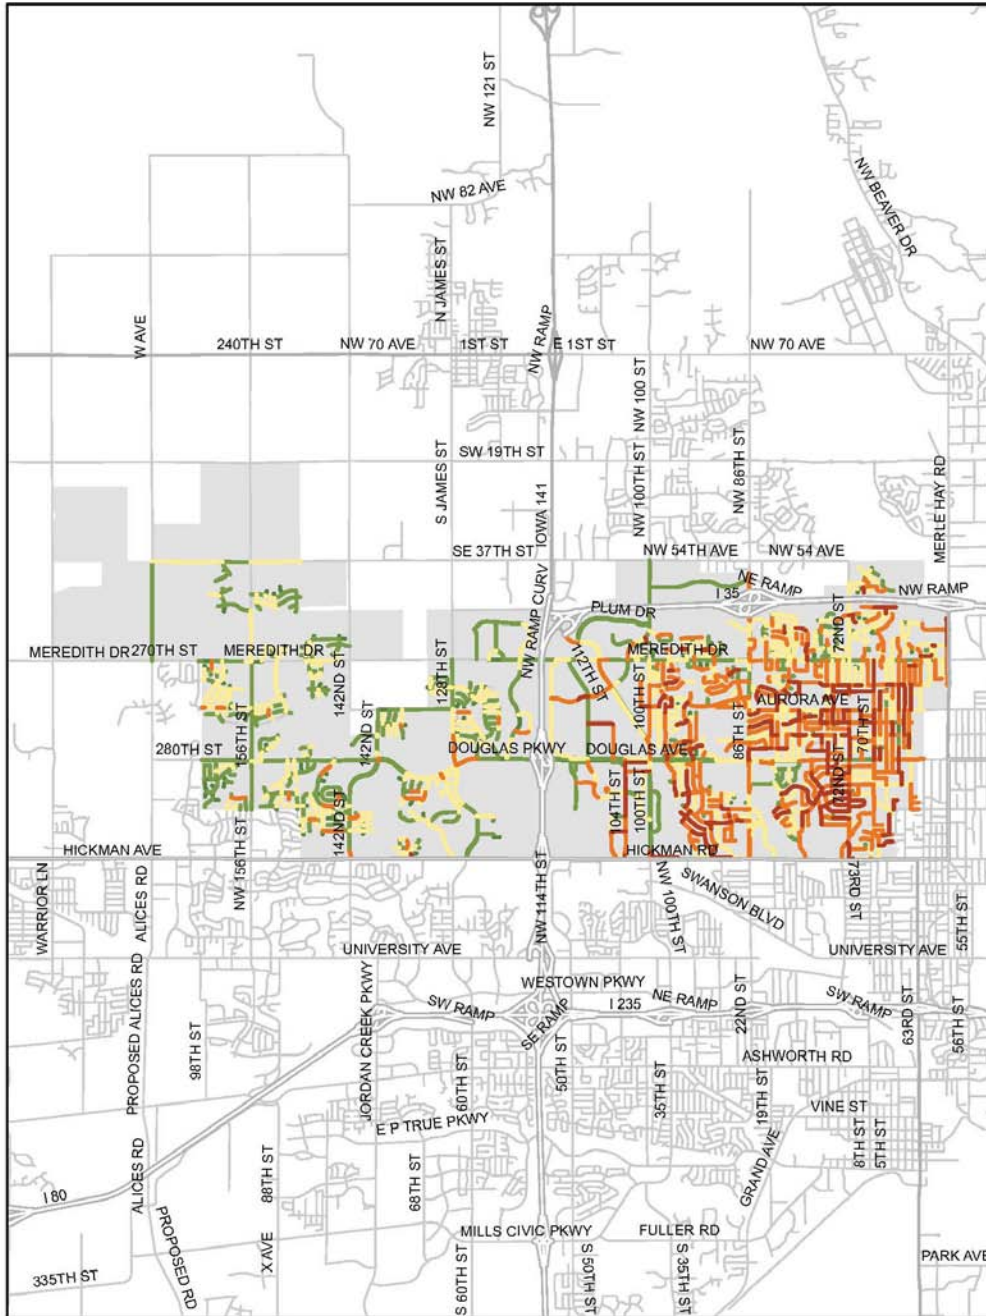 NW 121 ST
NW 82 AVE
NW BEAVER DR
N JAMES ST
W AVE
240TH ST
NW 70 AVE
1ST ST
NW RAMP
E 1ST ST
NW 70 AVE
NW 100 ST
SW 19TH ST
S JAMES ST
IOWA 141
NW 100TH ST
NW 86TH ST
MERLE HAY RD
SE 37TH ST
NW 54TH AVE
NW 54 AVE
NE RAMP
I 35
NW RAMP
PLUM DR
NW RAMP CURV
72ND ST
MEREDITH DR
270TH ST
MEREDITH DR
142ND ST
128TH ST
112TH ST
MEREDITH DR
100TH ST
AURORA AVE
86TH ST
70TH ST
280TH ST
156TH ST
142ND ST
DOUGLAS PKWY
DOUGLAS AVE
72ND ST
142ND ST
104TH ST
100TH ST
HICKMAN AVE
NW 156TH ST
HICKMAN RD
WARRIOR LN
ALICES RD
NW 114TH ST
NW 100TH ST
SWANSON BLVD
73RD ST
55TH ST
UNIVERSITY AVE
UNIVERSITY AVE
PROPOSED ALICES RD
98TH ST
JORDAN CREEK PKWY
SW RAMP
WESTOWN PKWY
SE RAMP
I 235
NE RAMP
22ND ST
SW RAMP
63RD ST
56TH ST
60TH ST
50TH ST
35TH ST
ASHWORTH RD
19TH ST
VINE ST
E P TRUE PKWY
8TH ST
5TH ST
I 80
ALICES RD
88TH ST
68TH ST
GRAND AVE
PROPOSED RD
X AVE
MILLS CIVIC PKWY
FULLER RD
335TH ST
S 60TH ST
S 50TH ST
S 35TH ST
PARK AVE